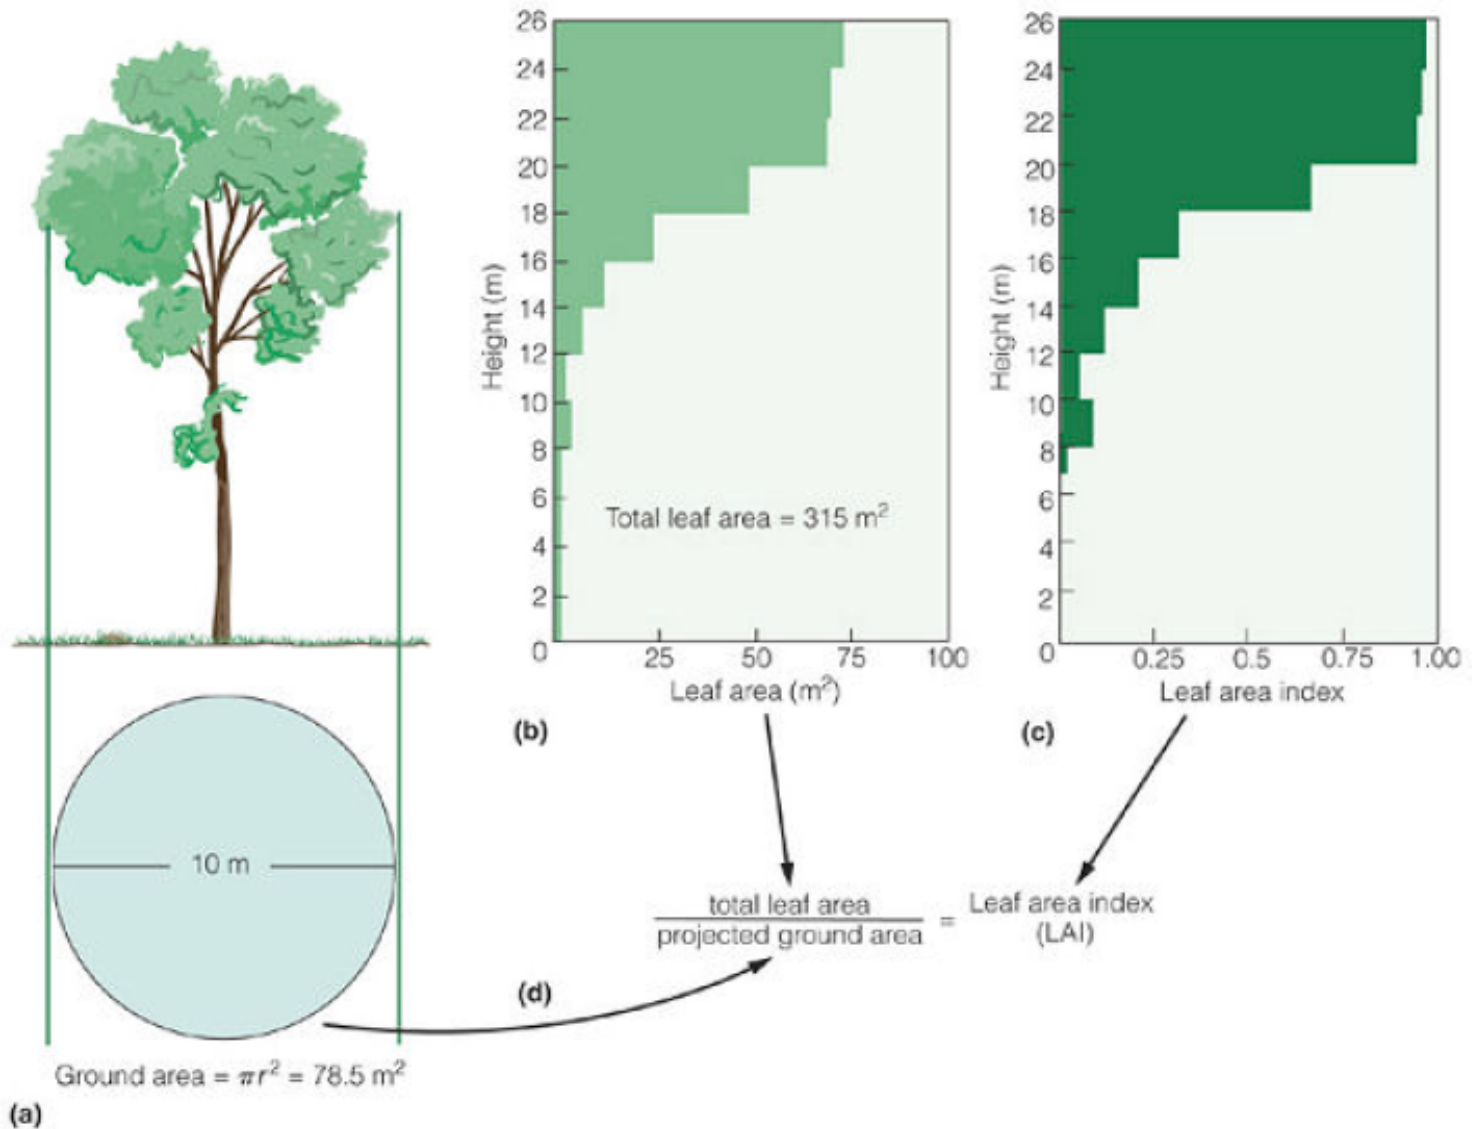 26
24
22
20
18
16
14
12
10
8
6
4
2
0
Height (m)
Total leaf area = 315 m²
25 50 75 100
Leaf area (m²)
(b)
26
24
22
20
18
16
14
12
10
8
6
4
2
0
Height (m)
0.25 0.5 0.75 1.00
Leaf area index
(c)
10 m
Ground area = πr² = 78.5 m²
(a)
total leaf area
projected ground area
=
Leaf area index
(LAI)
(d)